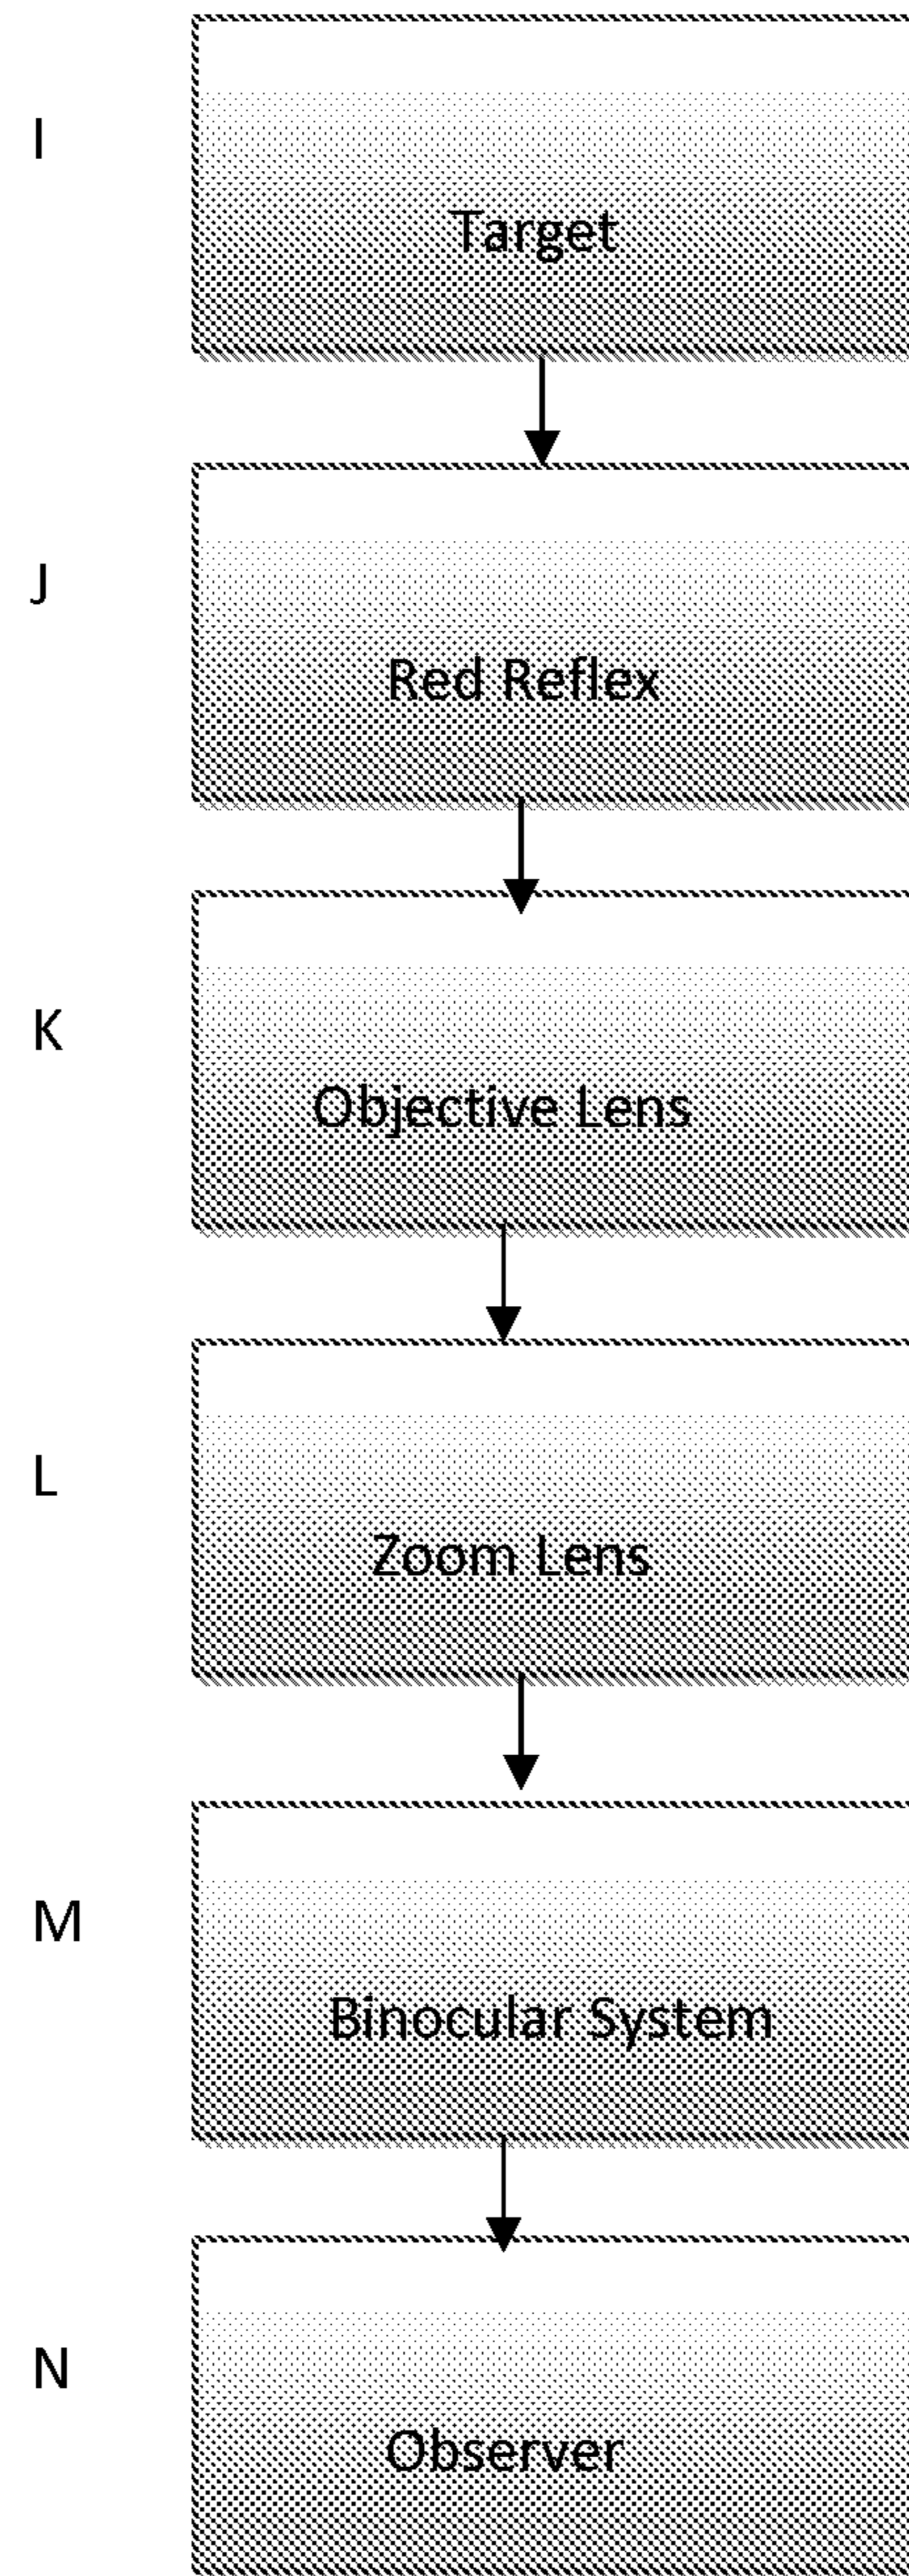 I
Target
J
Red Reflex
K
Objective Lens
L
Zoom Lens
M
Binocular System
N
Observer